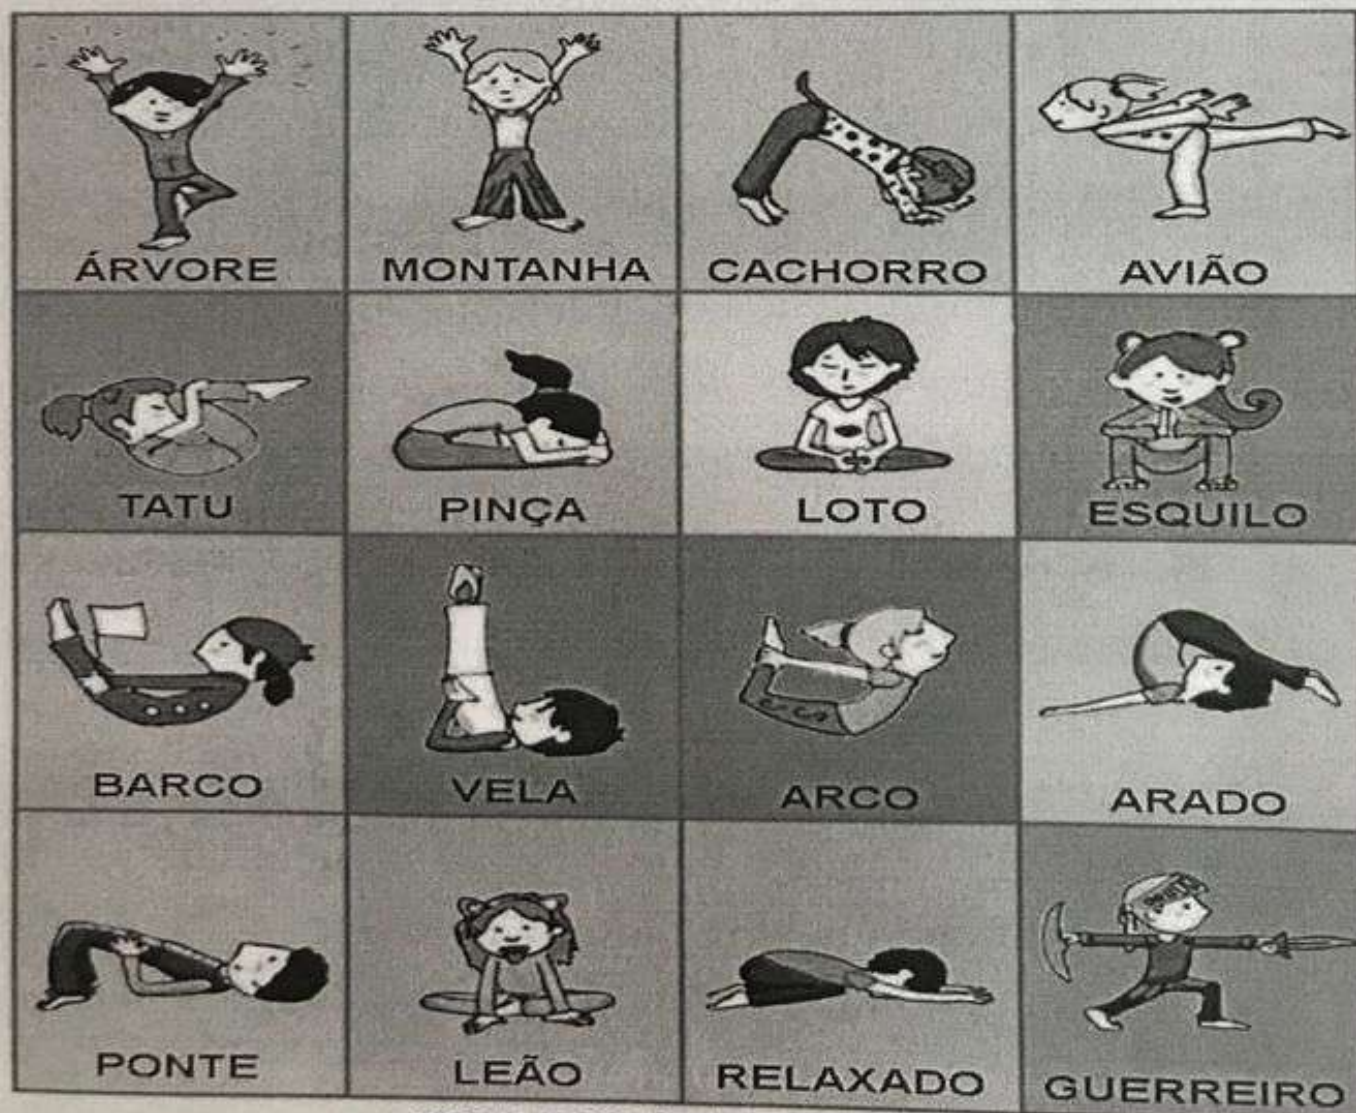 ÁRVORE MONTANHA CACHORRO AVIÃO
TATU PINÇA LOTO ESQUILO
BARCO VELA ARCO ARADO
PONTE LEÃO RELAXADO GUERREIRO